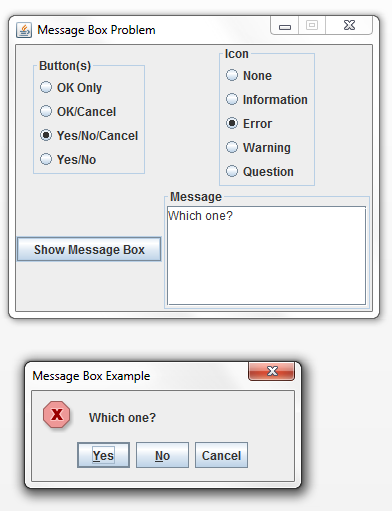 Message Box Problem
Button(s)
OK Only
OK/Cancel
Yes/No/Cancel
Yes/No
Icon
None
Information
Error
Warning
Question
Show Message Box
Message
Which one?
Message Box Example
Which one?
Yes No Cancel